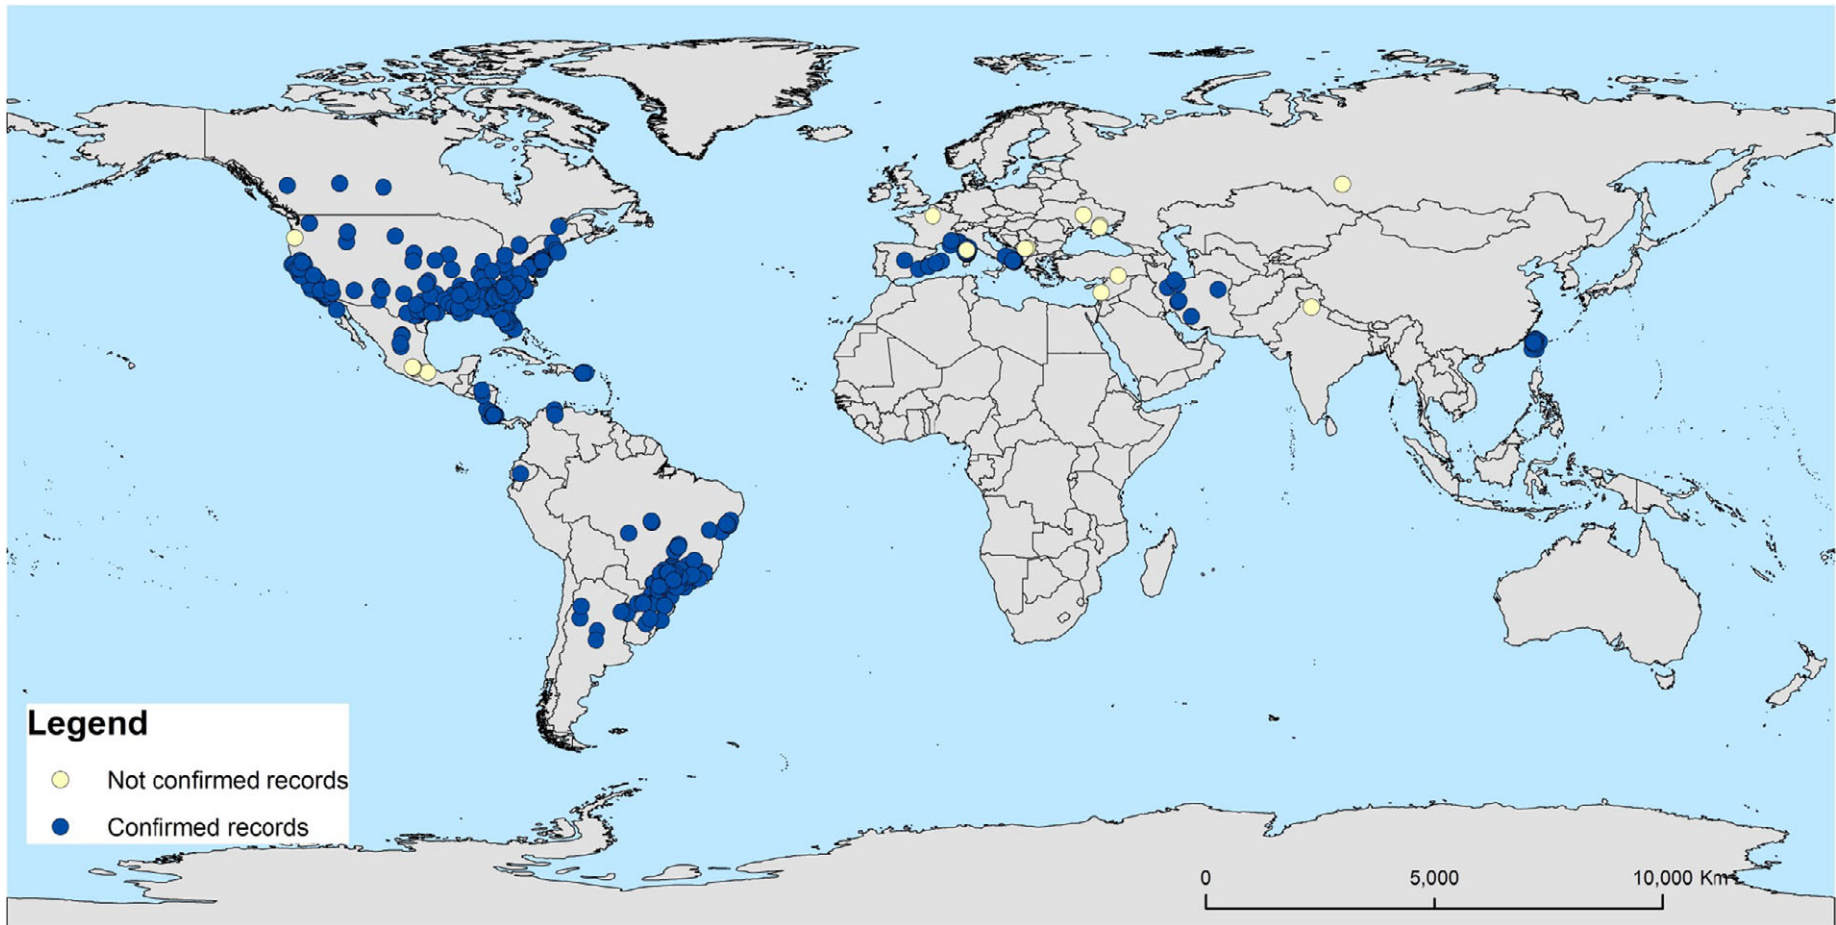 Legend
Not confirmed records
Confirmed records
0 5,000 10,000 Km